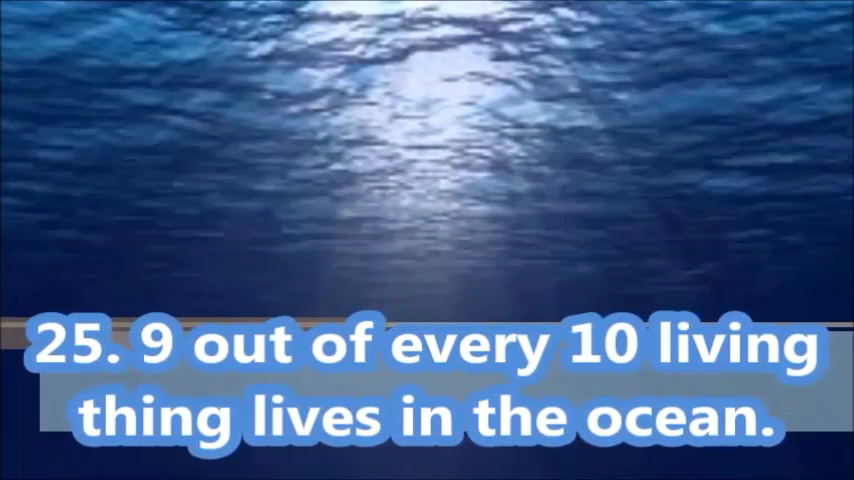 25. 9 out of every 10 living
thing lives in the ocean.